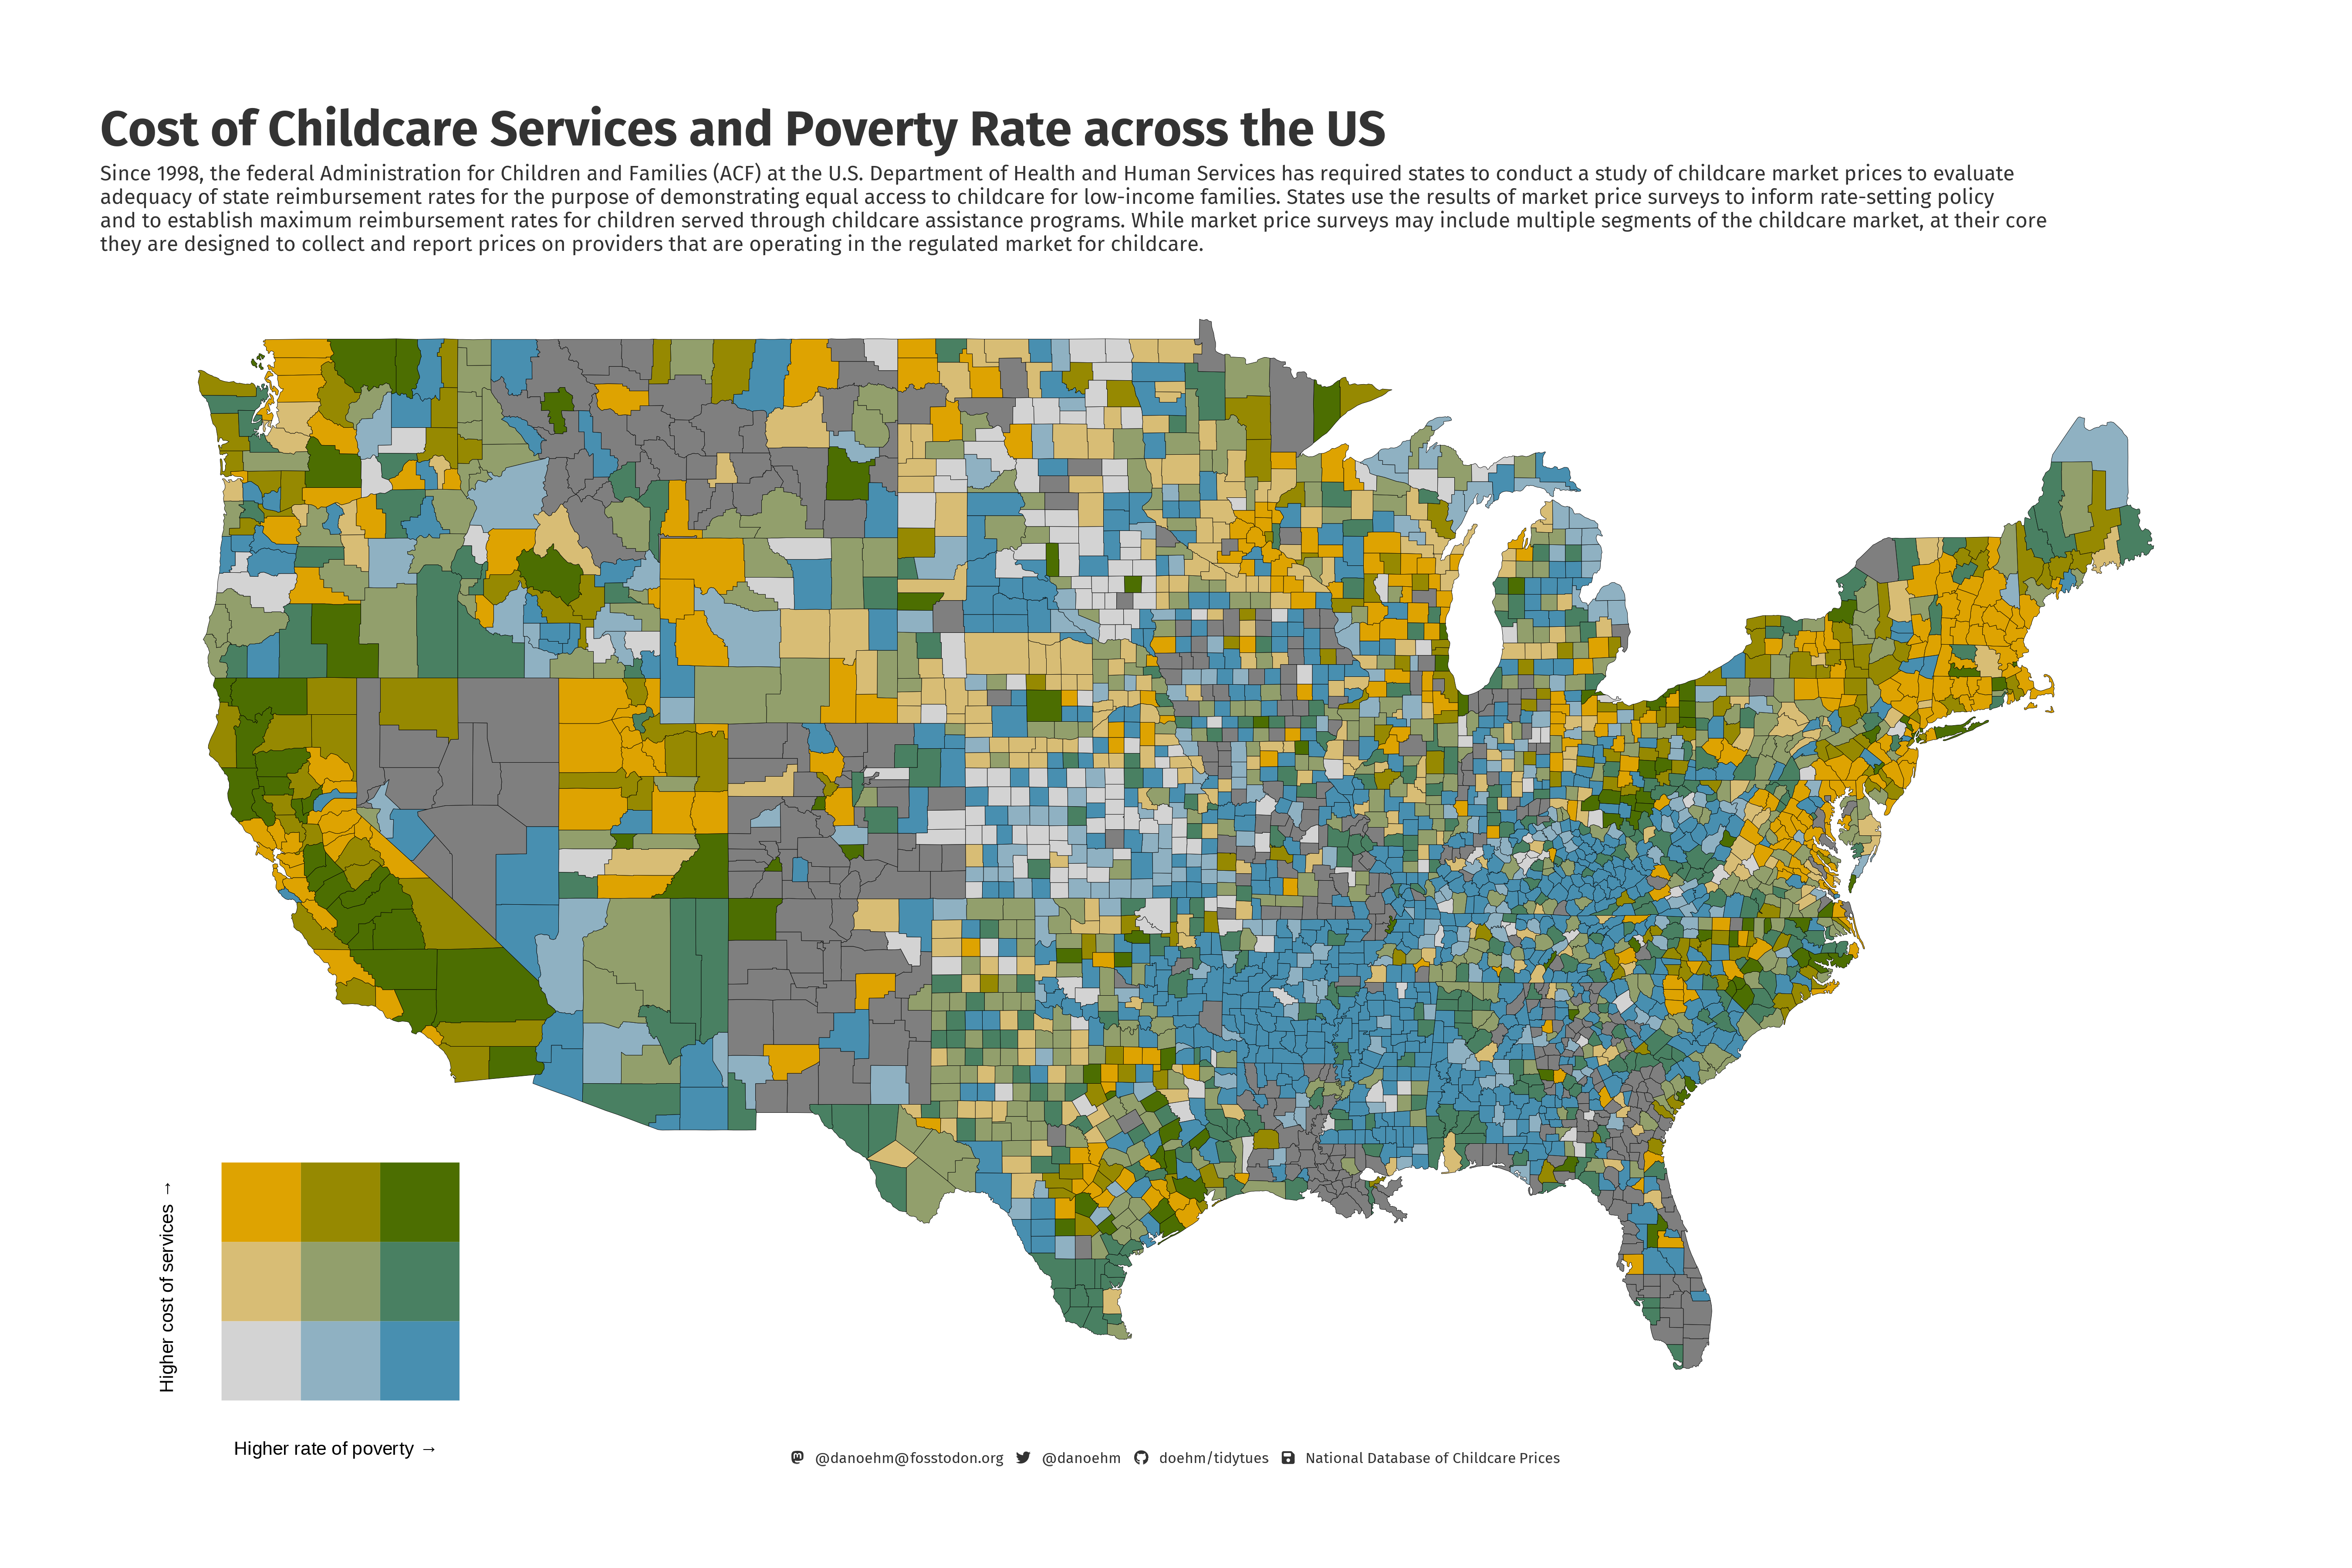 Cost of Childcare Services and Poverty Rate across the US
Since 1998, the federal Administration for Children and Families (ACF) at the U.S. Department of Health and Human Services has required states to conduct a study of childcare market prices to evaluate
adequacy of state reimbursement rates for the purpose of demonstrating equal access to childcare for low-income families. States use the results of market price surveys to inform rate-setting policy
and to establish maximum reimbursement rates for children served through childcare assistance programs. While market price surveys may include multiple segments of the childcare market, at their core
they are designed to collect and report prices on providers that are operating in the regulated market for childcare.
Higher cost of services →
Higher rate of poverty →
@danoehm@fosstodon.org @danoehm doehm/tidytues National Database of Childcare Prices